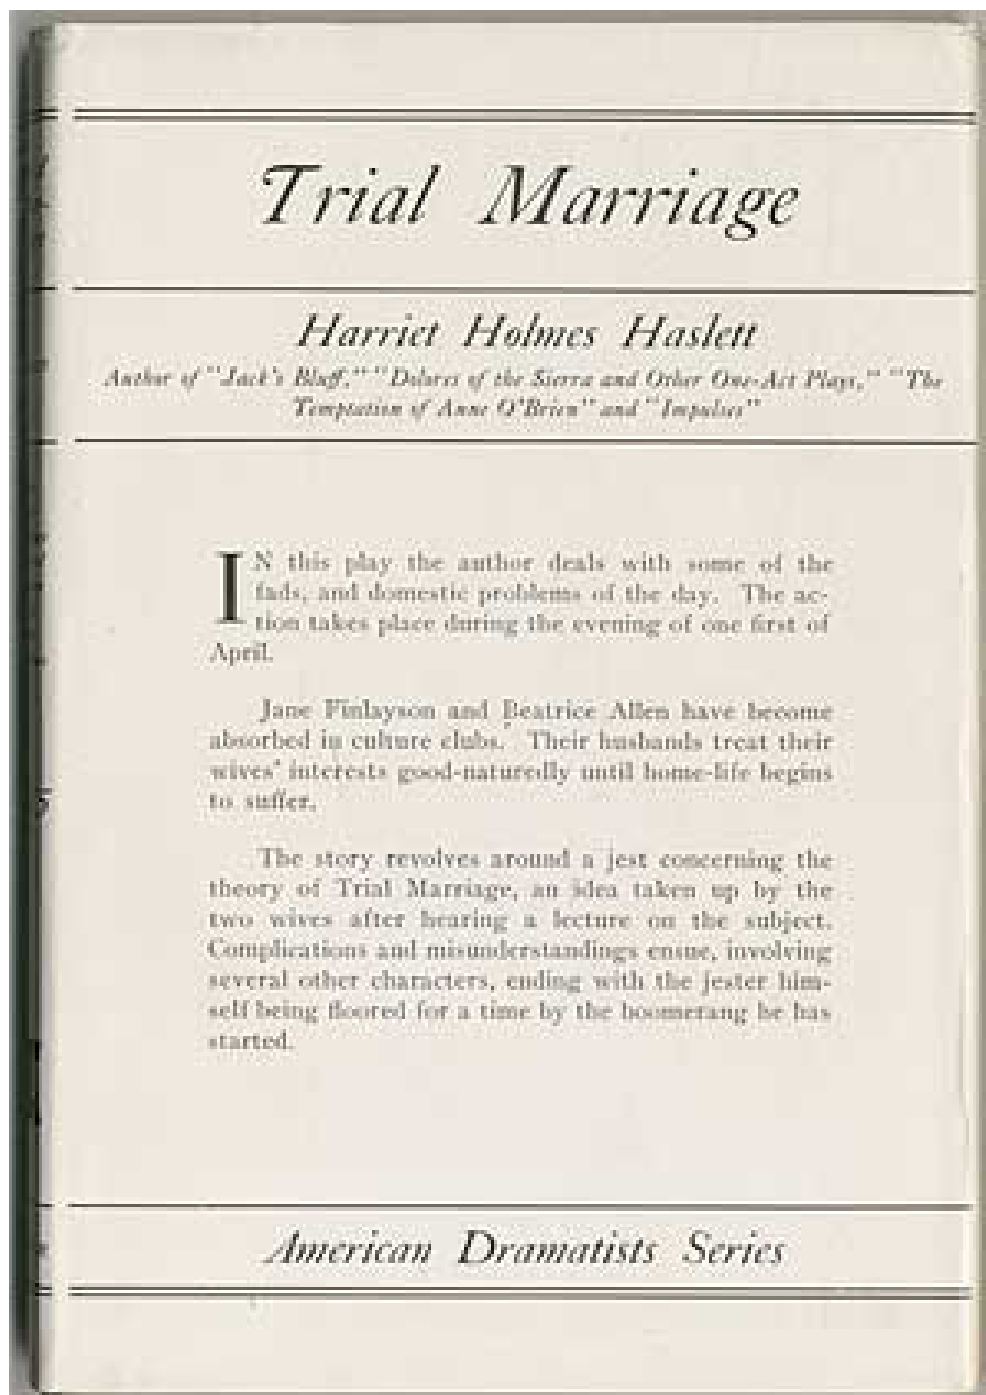 Trial Marriage
Harriet Holmes Haslett
Author of "Jack's Bluff," "Dolores of the Sierra and Other One-Act Plays," "The
Temptation of Anne O'Brien" and "Impulses"
IN this play the author deals with some of the
fads, and domestic problems of the day. The ac-
tion takes place during the evening of one first of
April.
Jane Finlayson and Beatrice Allen have become
absorbed in culture clubs. Their husbands treat their
wives' interests good-naturedly until home-life begins
to suffer.
The story revolves around a jest concerning the
theory of Trial Marriage, an idea taken up by the
two wives after hearing a lecture on the subject.
Complications and misunderstandings ensue, involving
several other characters, ending with the jester him-
self being floored for a time by the boomerang he has
started.
American Dramatists Series